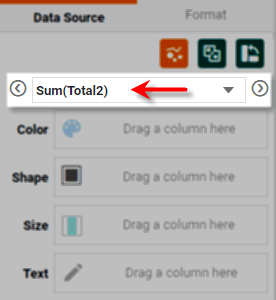 Data Source Format
Sum(Total2)
Color Drag a column here
Shape Drag a column here
Size Drag a column here
Text Drag a column here